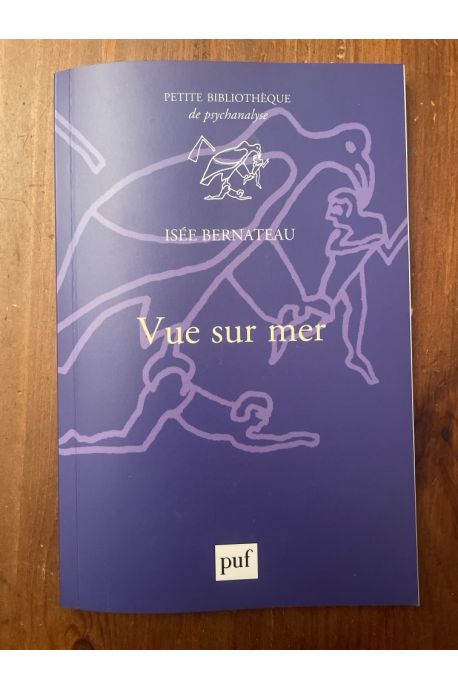 PETITE BIBLIOTHÈQUE
de psychanalyse
ISÉE BERNATEAU
Vue sur mer
puf